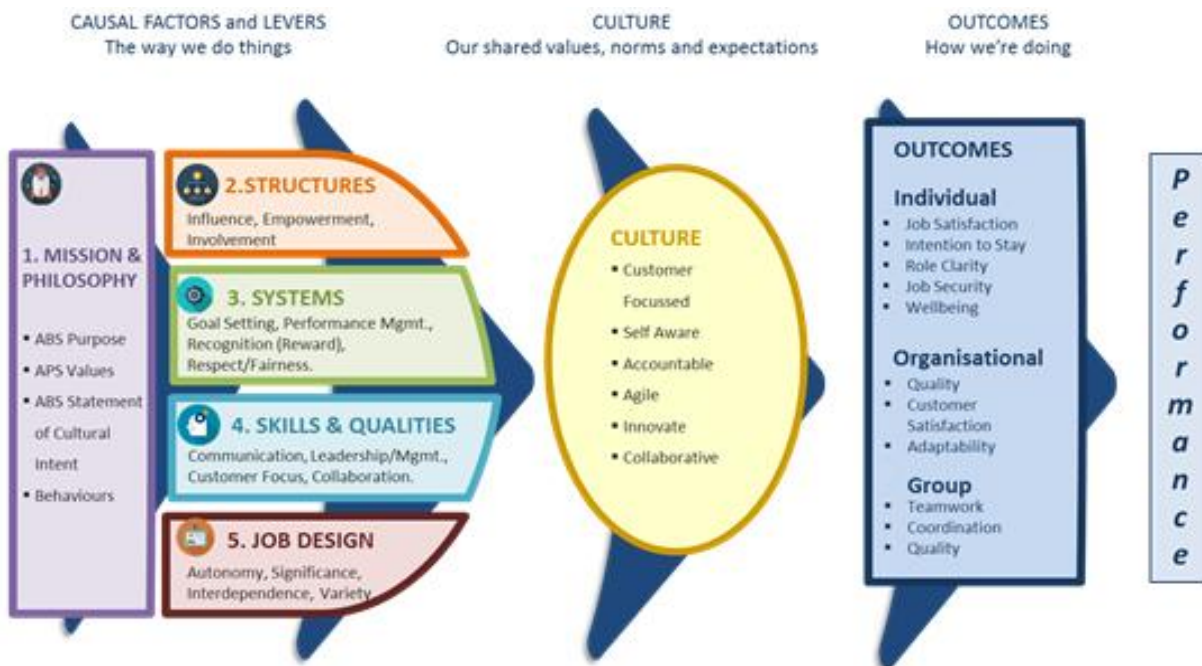 CAUSAL FACTORS and LEVERS
The way we do things
CULTURE
Our shared values, norms and expectations
OUTCOMES
How we're doing
1. MISSION &
PHILOSOPHY
▪ ABS Purpose
▪ APS Values
▪ ABS Statement
of Cultural
Intent
▪ Behaviours
2.STRUCTURES
Influence, Empowerment,
Involvement
3. SYSTEMS
Goal Setting, Performance Mgmt.,
Recognition (Reward),
Respect/Fairness.
4. SKILLS & QUALITIES
Communication, Leadership/Mgmt.,
Customer Focus, Collaboration.
5. JOB DESIGN
Autonomy, Significance,
Interdependence, Variety
CULTURE
▪ Customer
Focussed
▪ Self Aware
▪ Accountable
▪ Agile
▪ Innovate
▪ Collaborative
OUTCOMES
Individual
▪ Job Satisfaction
▪ Intention to Stay
▪ Role Clarity
▪ Job Security
▪ Wellbeing
Organisational
▪ Quality
▪ Customer
Satisfaction
▪ Adaptability
Group
▪ Teamwork
▪ Coordination
▪ Quality
Performance